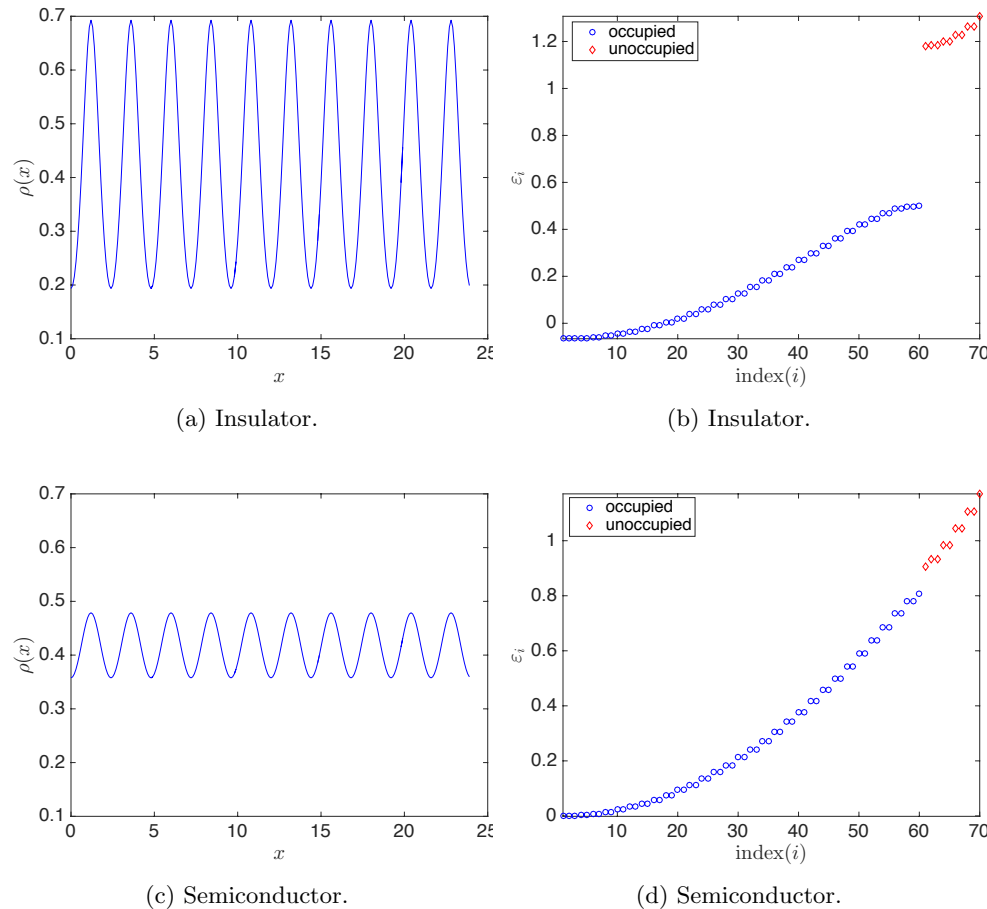 0.7
0.6
0.5
0.4
0.3
0.2
0.1
ρ(x)
0 5 10 15 20 25
x
(a) Insulator.
occupied
unoccupied
1.2
1
0.8
0.6
0.4
0.2
0
εᵢ
10 20 30 40 50 60 70
index(i)
(b) Insulator.
0.7
0.6
0.5
0.4
0.3
0.2
0.1
ρ(x)
0 5 10 15 20 25
x
(c) Semiconductor.
occupied
unoccupied
1
0.8
0.6
0.4
0.2
0
εᵢ
10 20 30 40 50 60 70
index(i)
(d) Semiconductor.